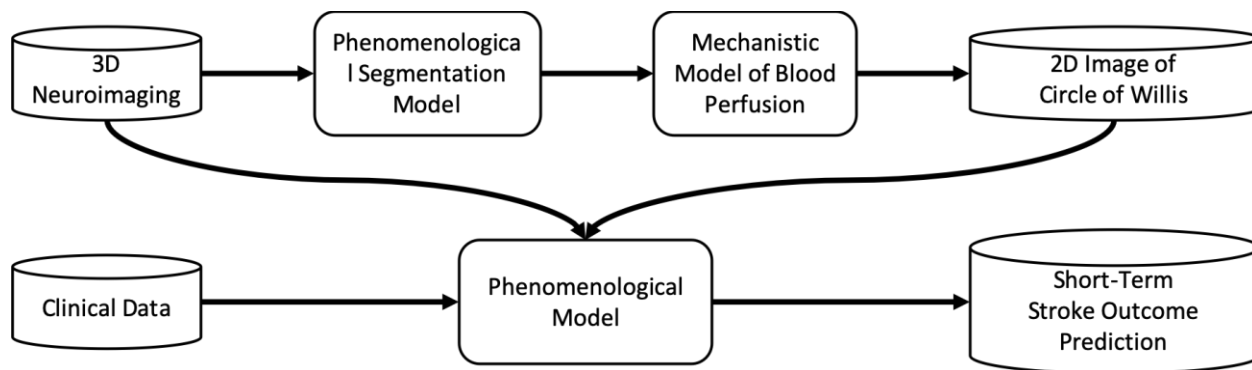 3D
Neuroimaging
Phenomenologica
l Segmentation
Model
Mechanistic
Model of Blood
Perfusion
2D Image of
Circle of Willis
Clinical Data
Phenomenological
Model
Short-Term
Stroke Outcome
Prediction